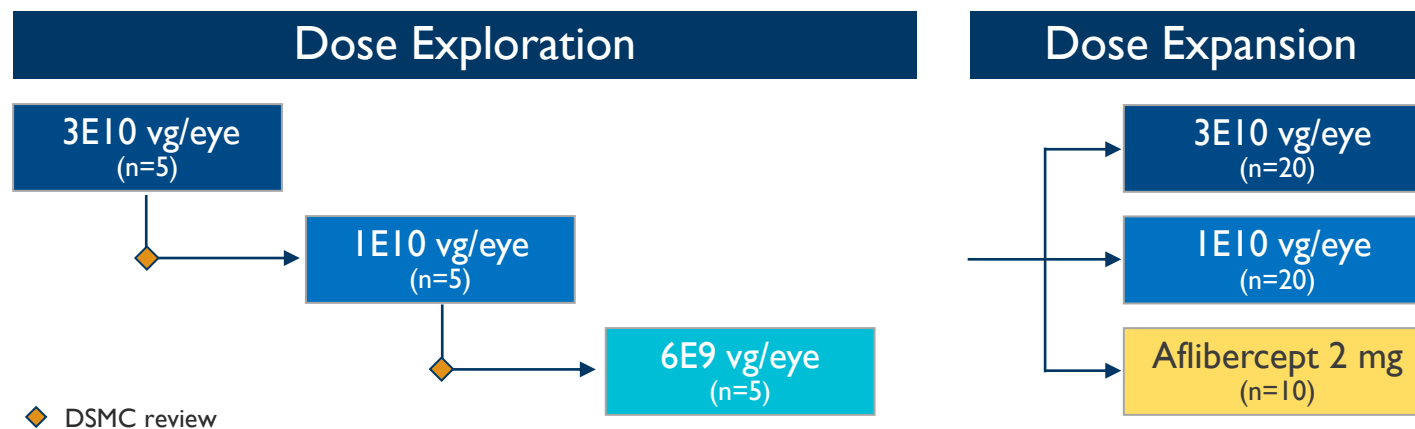 Dose Exploration
3E10 vg/eye
(n=5)
1E10 vg/eye
(n=5)
6E9 vg/eye
(n=5)
DSMC review
Dose Expansion
3E10 vg/eye
(n=20)
1E10 vg/eye
(n=20)
Aflibercept 2 mg
(n=10)